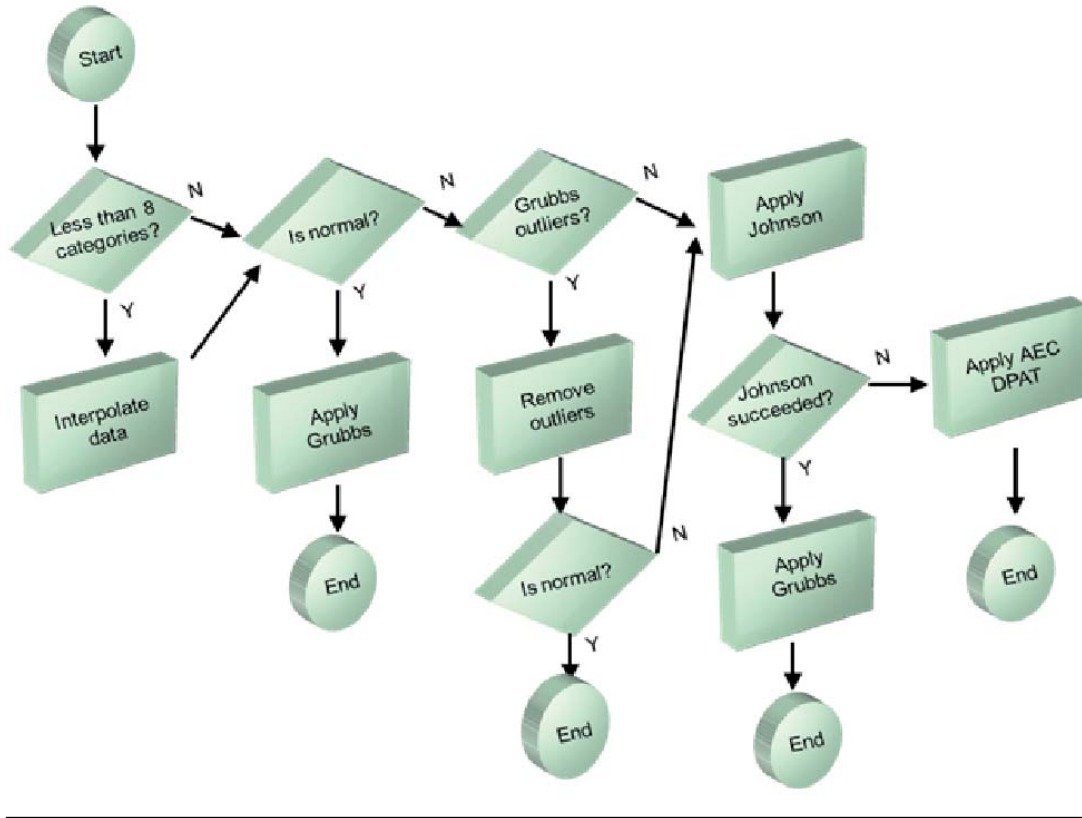 Start
Less than 8
categories?
N
Y
Interpolate
data
Is normal?
N
Y
Apply
Grubbs
End
Grubbs
outliers?
N
Y
Remove
outliers
Is normal?
N
Y
End
Apply
Johnson
Johnson
succeeded?
N
Y
Apply
Grubbs
End
Apply AEC
DPAT
End